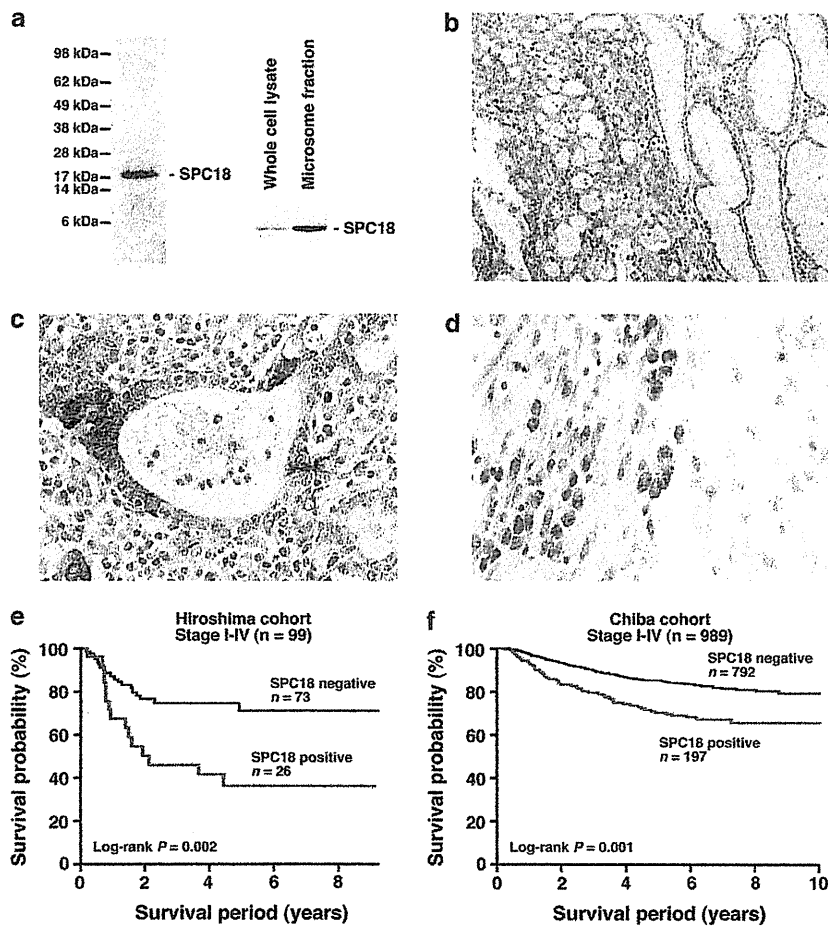 a
98 kDa
62 kDa
49 kDa
38 kDa
28 kDa
17 kDa
14 kDa
6 kDa
- SPC18
Whole cell lysate
Microsome fraction
- SPC18
b
c
d
e
Hiroshima cohort
Stage I-IV (n = 99)
Survival probability (%)
100
80
60
40
20
0
SPC18 negative
n = 73
SPC18 positive
n = 26
Log-rank P = 0.002
0 2 4 6 8
Survival period (years)
f
Chiba cohort
Stage I-IV (n = 989)
Survival probability (%)
100
80
60
40
20
0
SPC18 negative
n = 792
SPC18 positive
n = 197
Log-rank P = 0.001
0 2 4 6 8 10
Survival period (years)